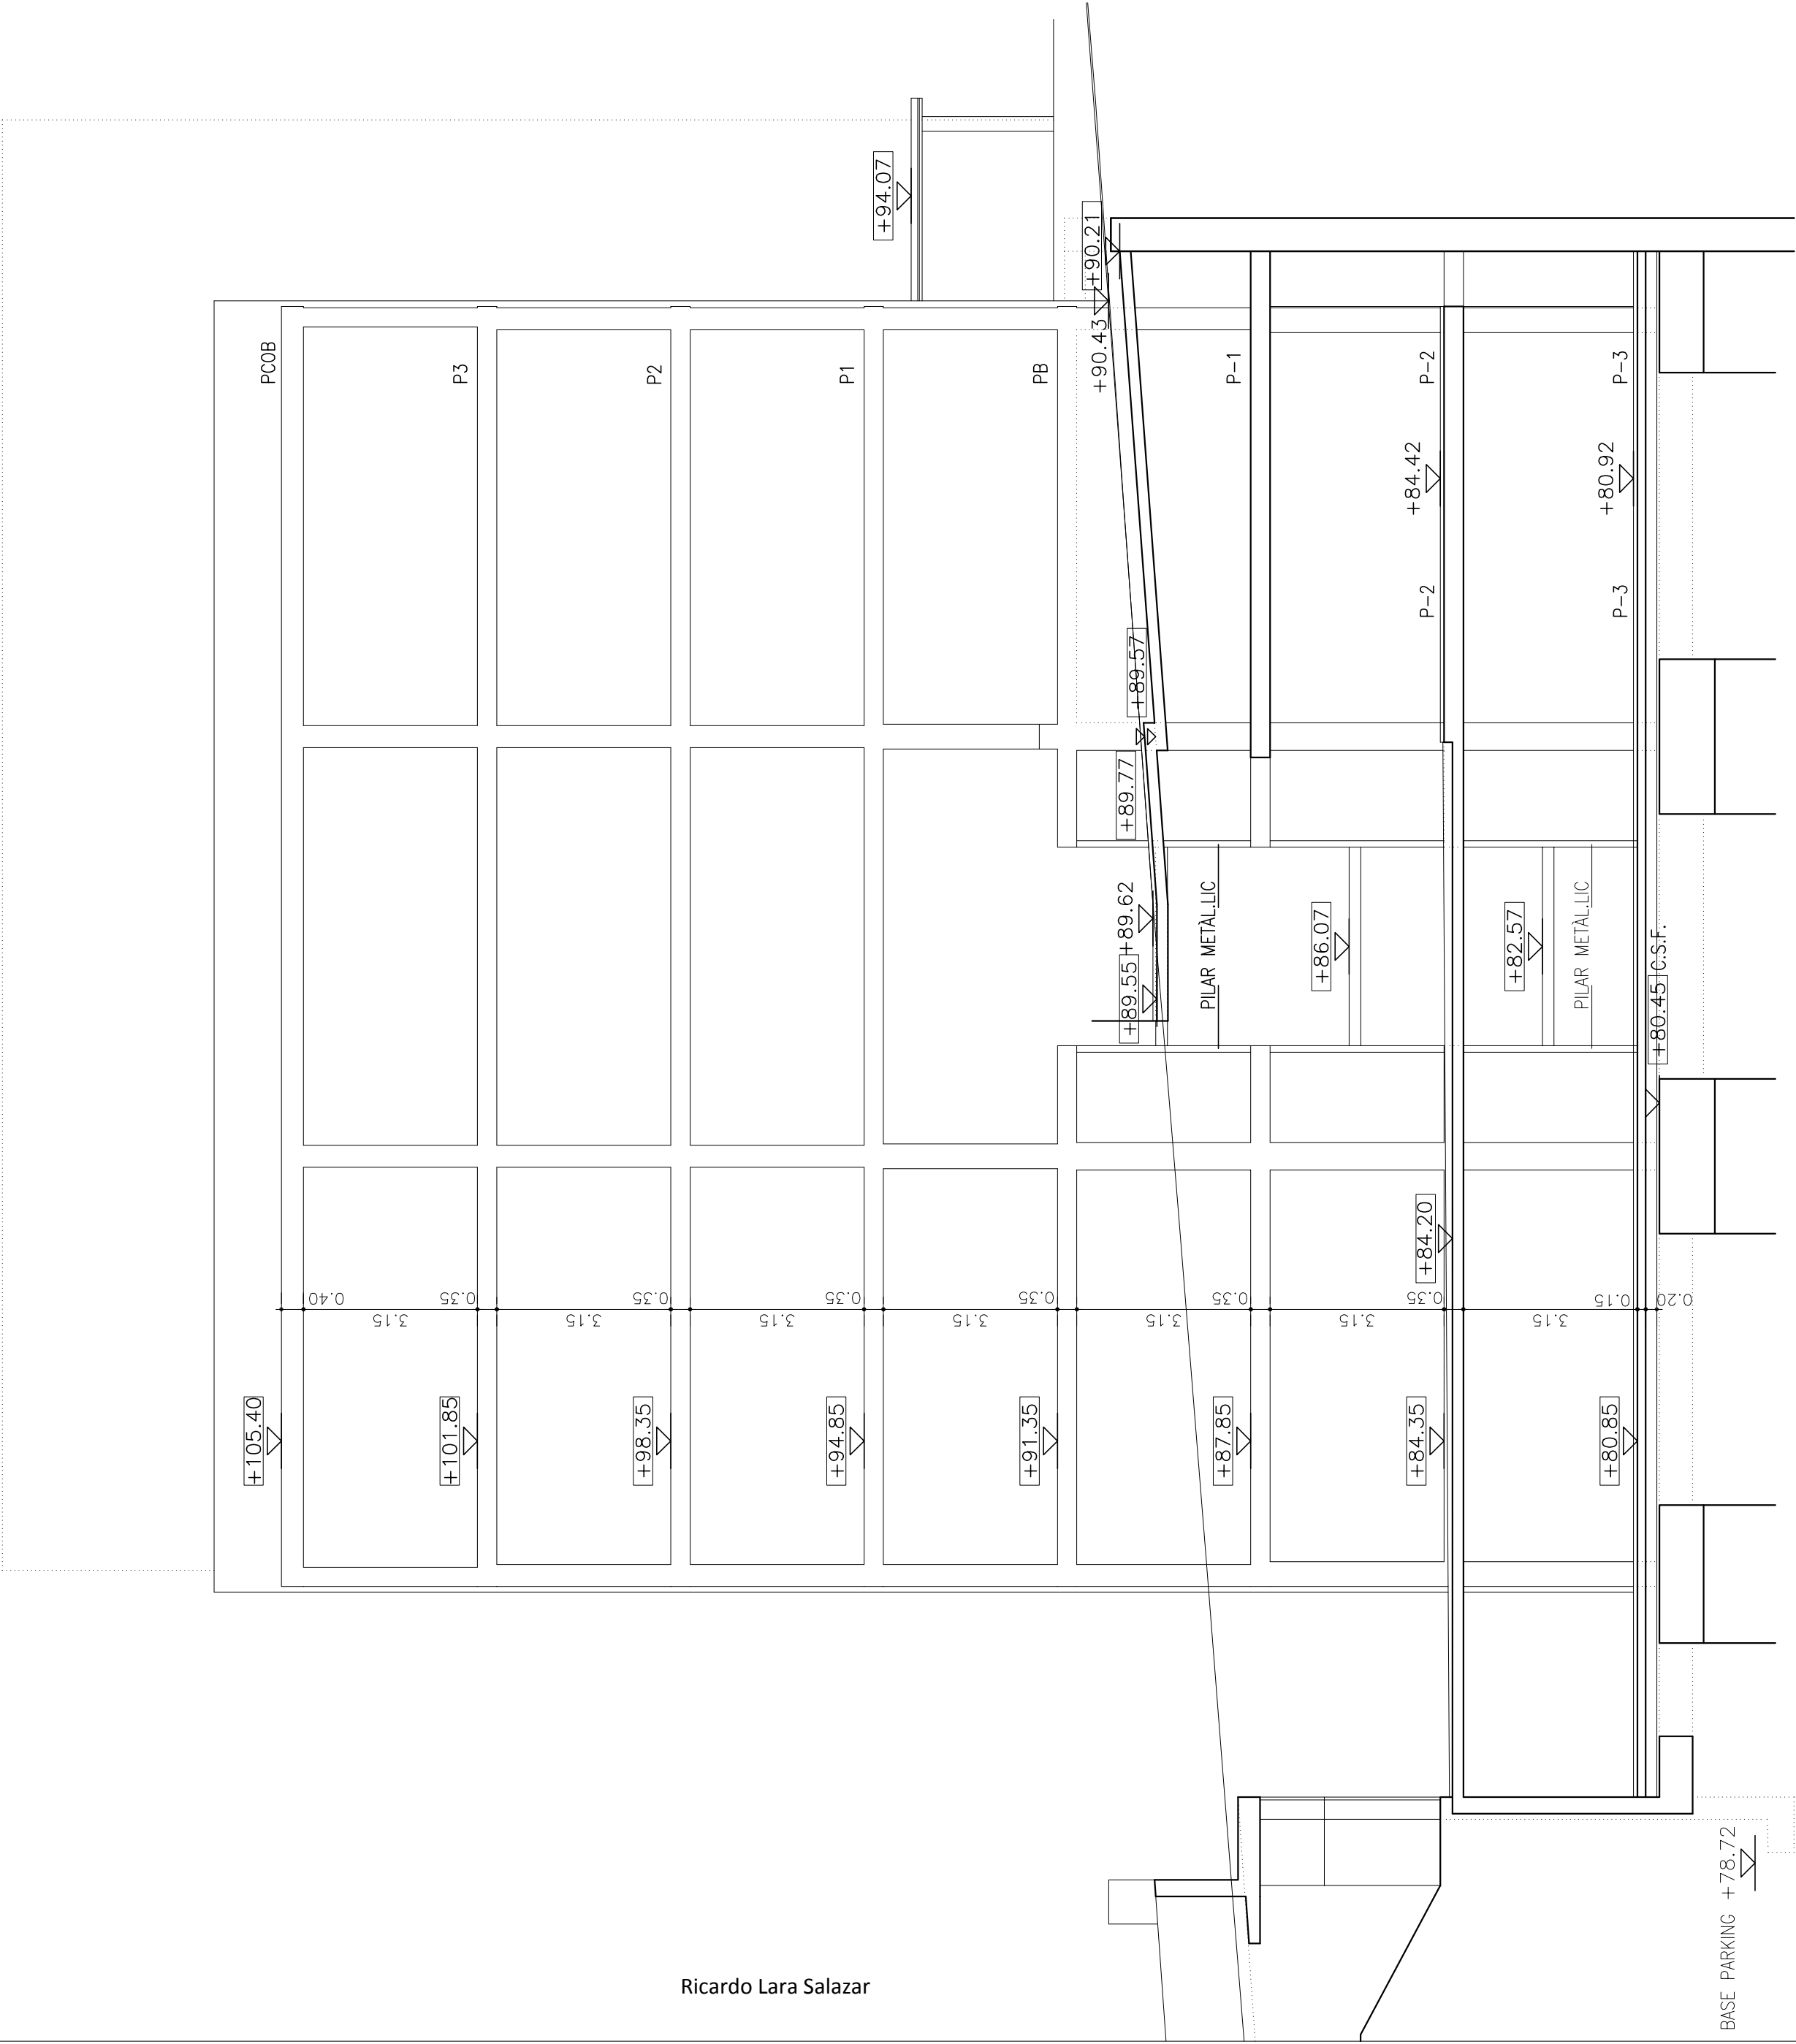 PCOB
P3
P2
P1
PB
P-1
P-2
P-3
P-2
P-3
+94.07
+90.21
+90.43
+84.42
+80.92
+89.57
+89.77
+89.62
+89.55
PILAR METÀL.LIC
+86.07
+82.57
PILAR METÀL.LIC
+80.45 C.S.F.
+84.20
0.40
3.15
0.35
3.15
0.35
3.15
0.35
3.15
0.35
3.15
0.35
3.15
0.35
3.15
0.15
0.20
+105.40
+101.85
+98.35
+94.85
+91.35
+87.85
+84.35
+80.85
BASE PARKING +78.72
Ricardo Lara Salazar